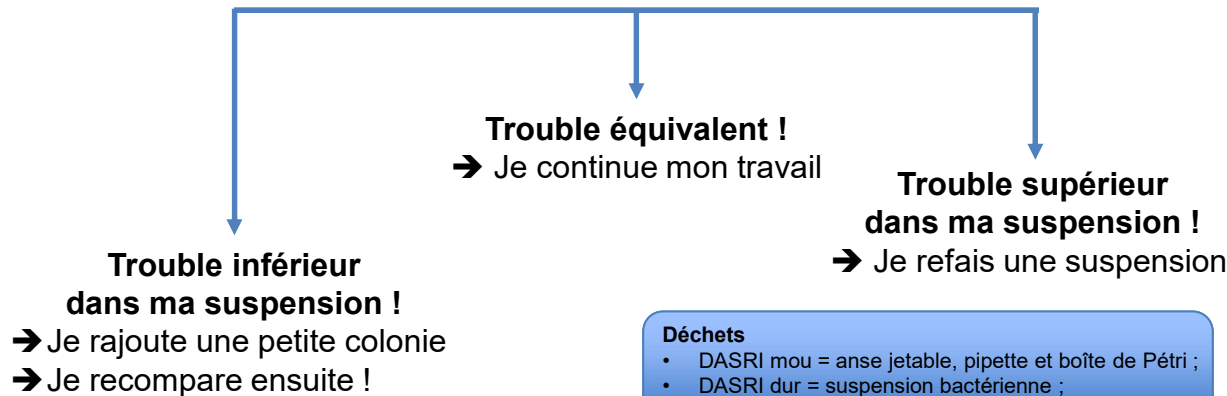 Trouble équivalent !
➔ Je continue mon travail
Trouble supérieur
dans ma suspension !
➔ Je refais une suspension
Trouble inférieur
dans ma suspension !
➔ Je rajoute une petite colonie
➔ Je recompare ensuite !
Déchets
• DASRI mou = anse jetable, pipette et boîte de Pétri ;
• DASRI dur = suspension bactérienne ;